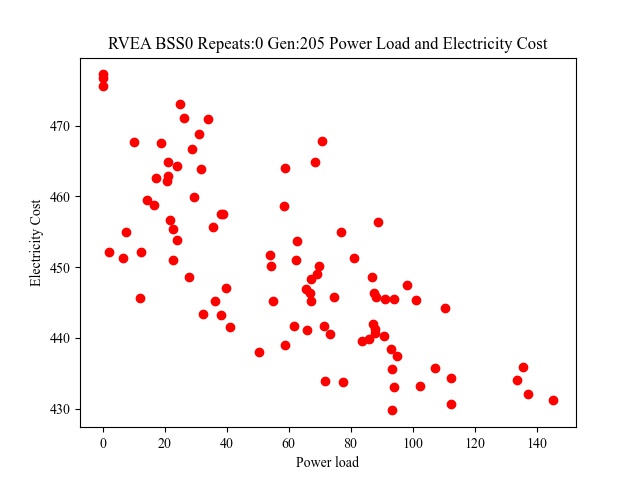 RVEA BSS0 Repeats:0 Gen:205 Power Load and Electricity Cost
470
460
450
440
430
Electricity Cost
0 20 40 60 80 100 120 140
Power load